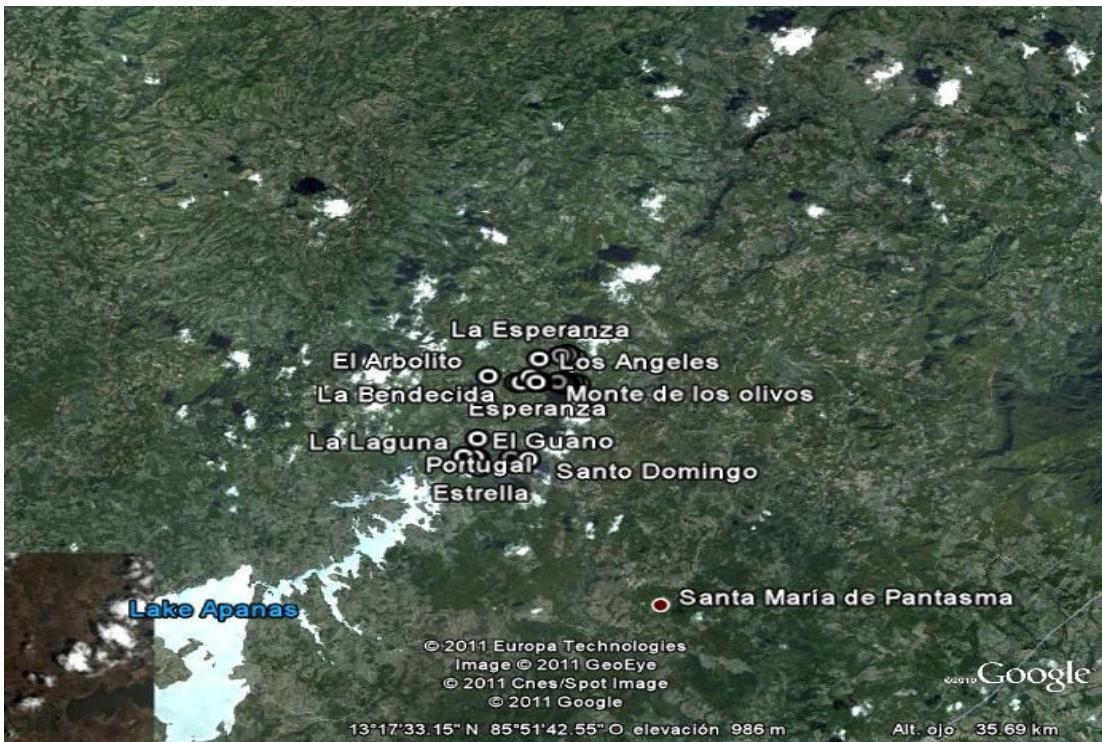 La Esperanza
El Arbolito
Los Angeles
La Bendecida
Monte de los olivos
Esperanza
La Laguna
El Guano
Portugal
Santo Domingo
Estrella
Lake Apanas
Santa María de Pantasma
© 2011 Europa Technologies
Image © 2011 GeoEye
© 2011 Cnes/Spot Image
© 2011 Google
©2010 Google
13°17'33.15" N 85°51'42.55" O elevación 986 m
Alt. ojo 35.69 km